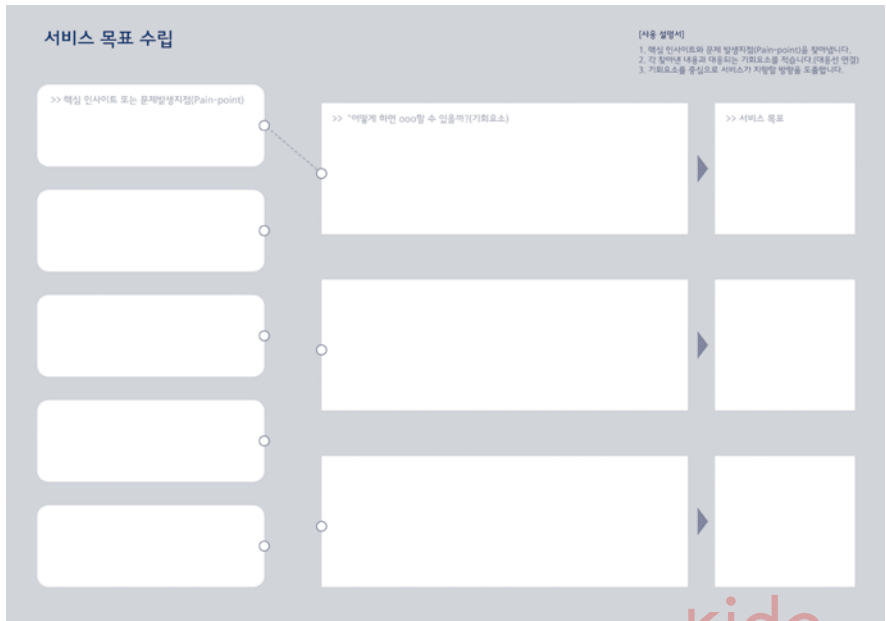 서비스 목표 수립
[사용 설명서]
1. 핵심 인사이트와 문제 발생지점(Pain-point)을 찾아냅니다.
2. 각 찾아낸 내용과 대응되는 기회요소를 적습니다.(대응선 연결)
3. 기회요소를 중심으로 서비스가 지향할 방향을 도출합니다.
>> 핵심 인사이트 또는 문제발생지점(Pain-point)
>> "어떻게 하면 ooo할 수 있을까?(기회요소)
>> 서비스 목표
kido